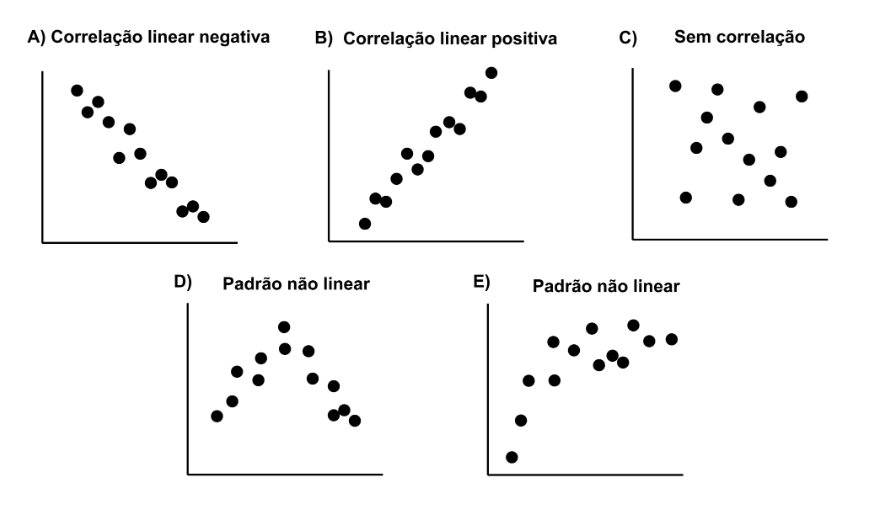 A) Correlação linear negativa
B) Correlação linear positiva
C) Sem correlação
D) Padrão não linear
E) Padrão não linear